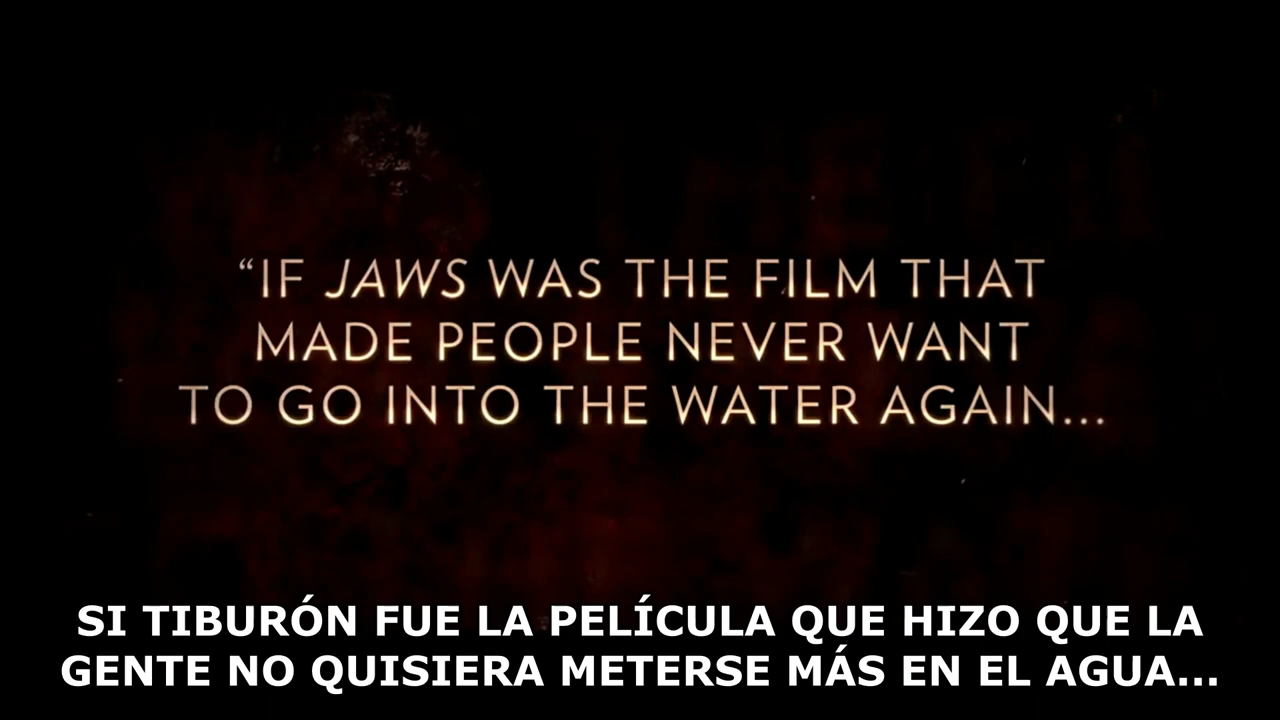 “IF JAWS WAS THE FILM THAT
MADE PEOPLE NEVER WANT
TO GO INTO THE WATER AGAIN...
SI TIBURÓN FUE LA PELÍCULA QUE HIZO QUE LA
GENTE NO QUISIERA METERSE MÁS EN EL AGUA...